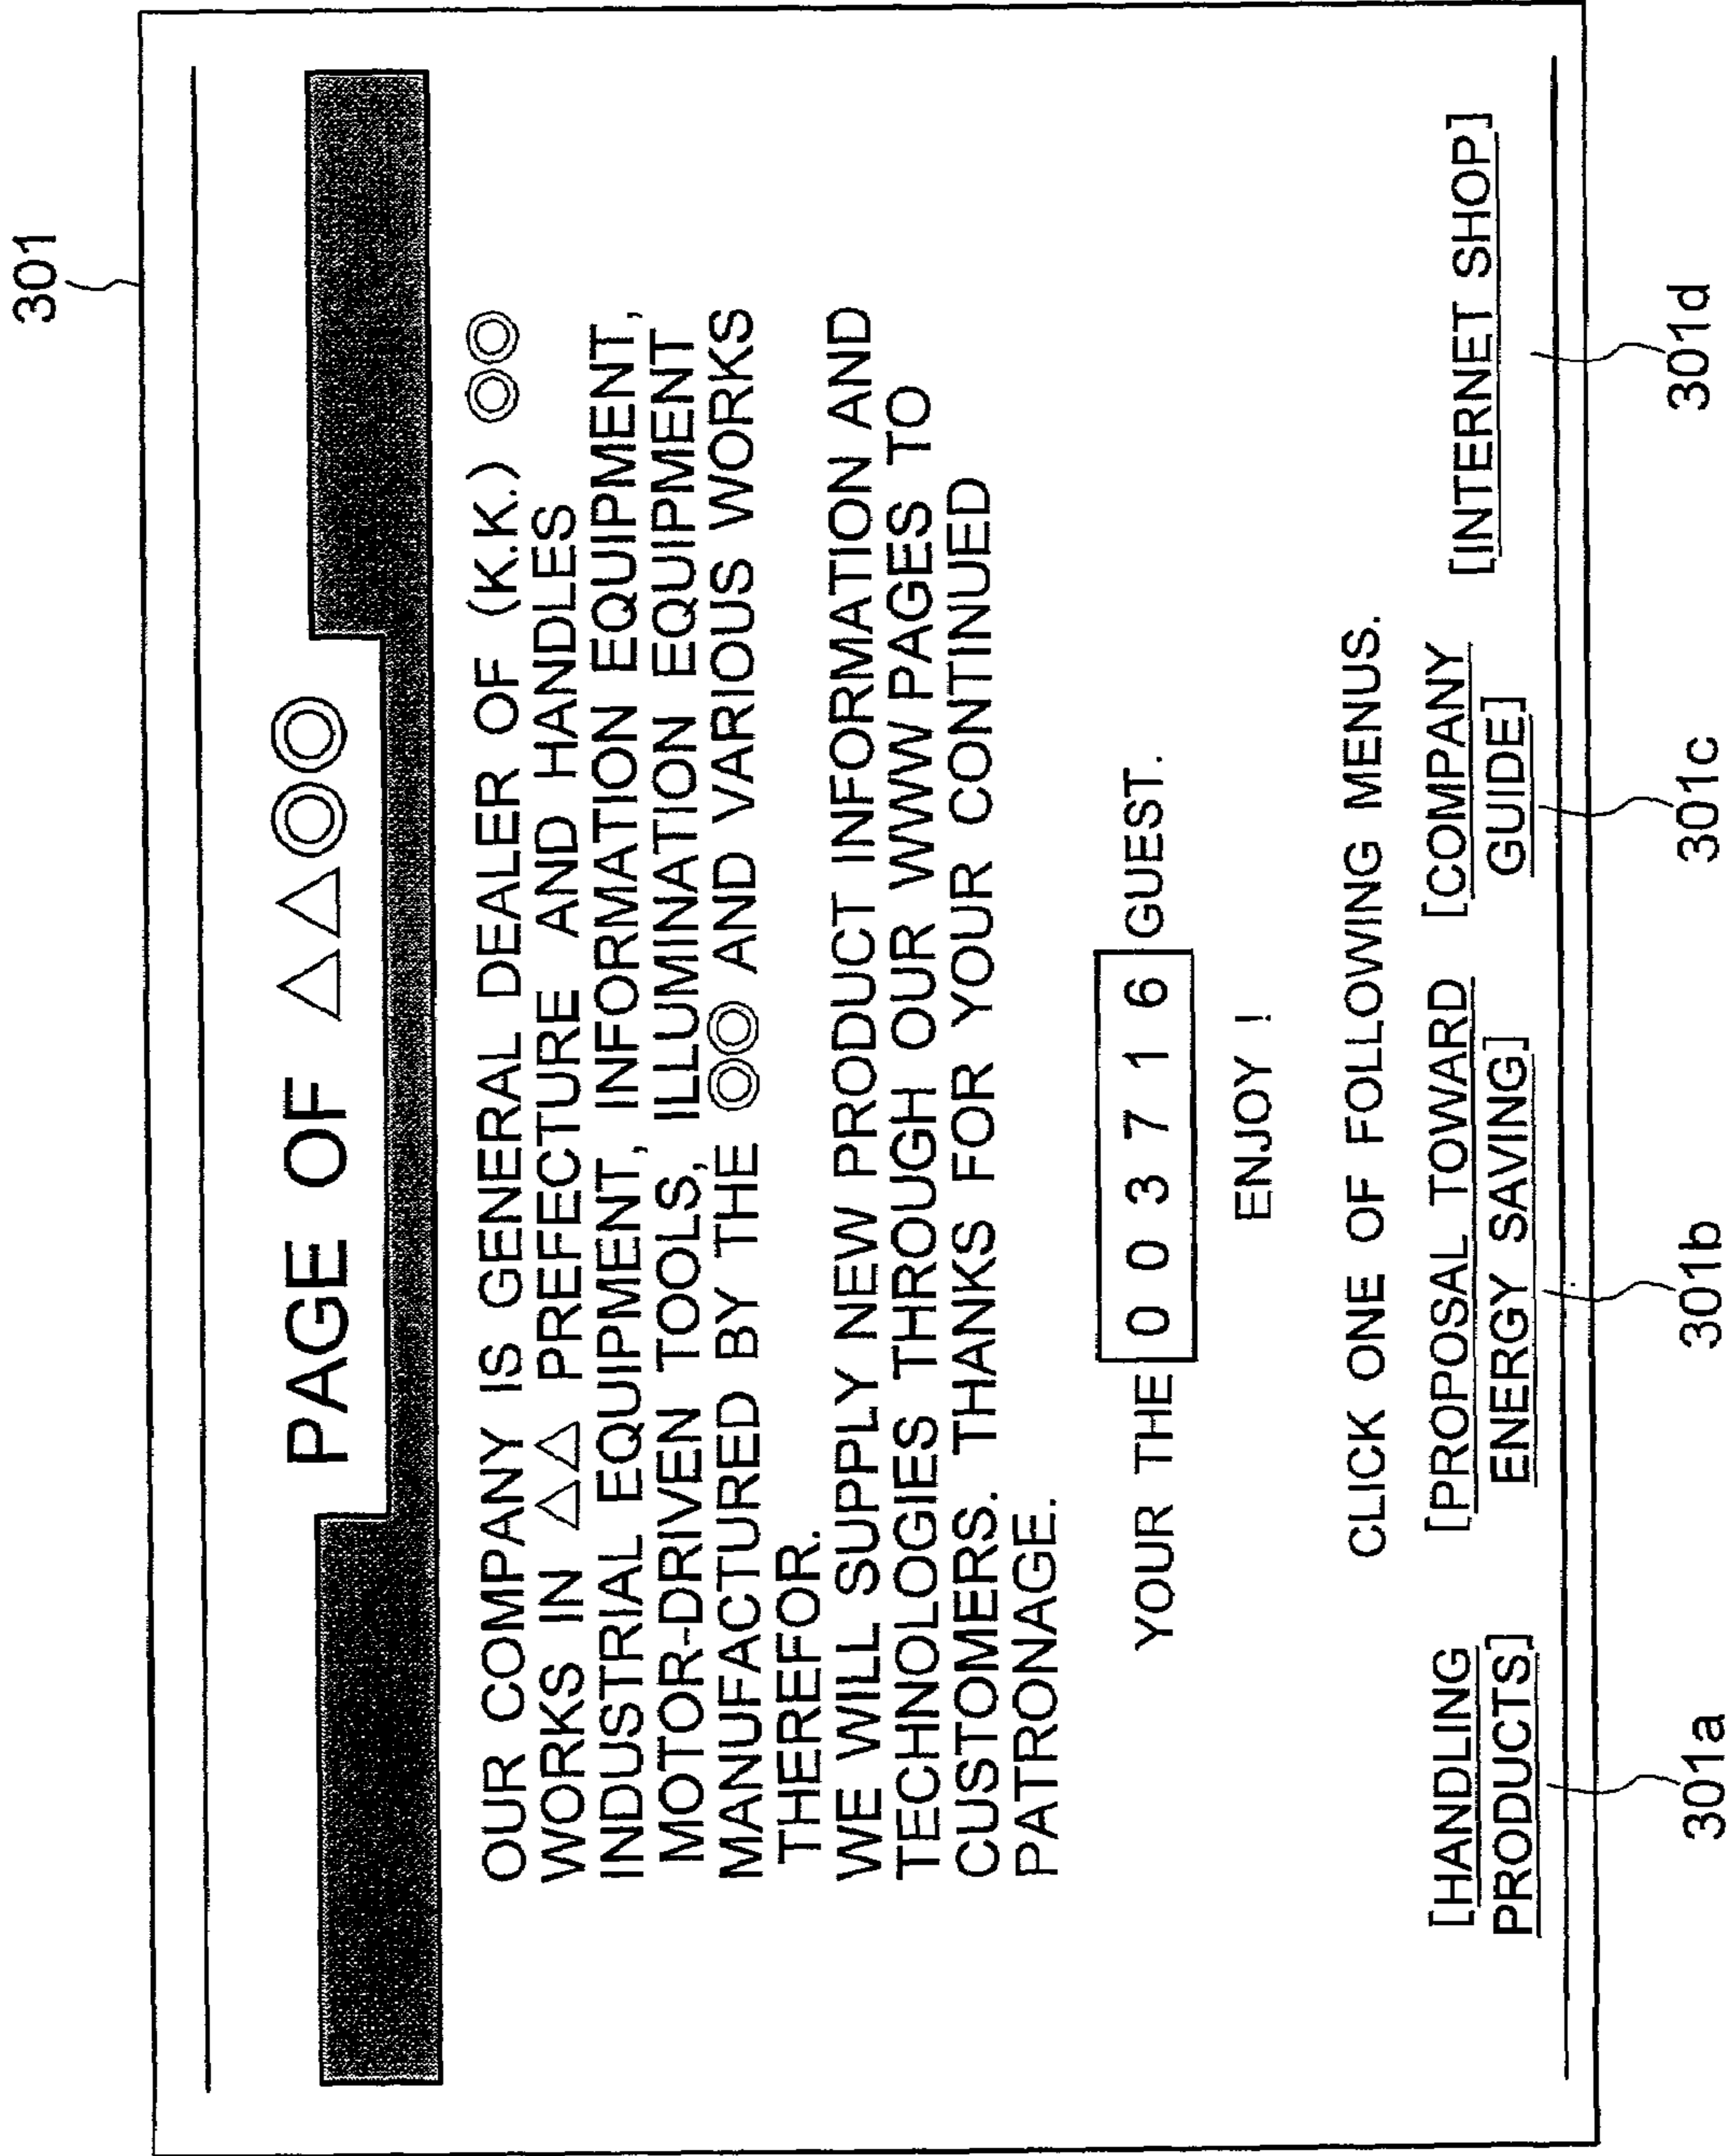 301
PAGE OF △△◎◎
OUR COMPANY IS GENERAL DEALER OF (K.K.) ◎◎
WORKS IN △△ PREFECTURE AND HANDLES
INDUSTRIAL EQUIPMENT, INFORMATION EQUIPMENT,
MOTOR-DRIVEN TOOLS, ILLUMINATION EQUIPMENT
MANUFACTURED BY THE ◎◎ AND VARIOUS WORKS
THEREFOR.
WE WILL SUPPLY NEW PRODUCT INFORMATION AND
TECHNOLOGIES THROUGH OUR WWW PAGES TO
CUSTOMERS. THANKS FOR YOUR CONTINUED
PATRONAGE.
YOUR THE 0 0 3 7 1 6 GUEST.
ENJOY !
CLICK ONE OF FOLLOWING MENUS.
[HANDLING PRODUCTS]
[PROPOSAL TOWARD ENERGY SAVING]
[COMPANY GUIDE]
[INTERNET SHOP]
301a
301b
301c
301d